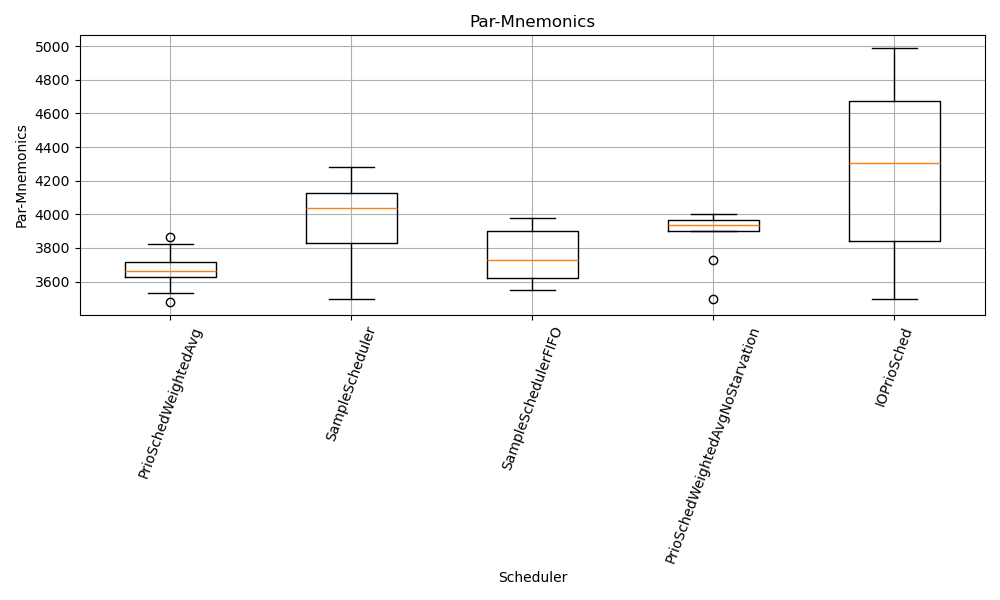 Par-Mnemonics
Par-Mnemonics
5000
4800
4600
4400
4200
4000
3800
3600
PrioSchedWeightedAvg
SampleScheduler
SampleSchedulerFIFO
PrioSchedWeightedAvgNoStarvation
IOPrioSched
Scheduler